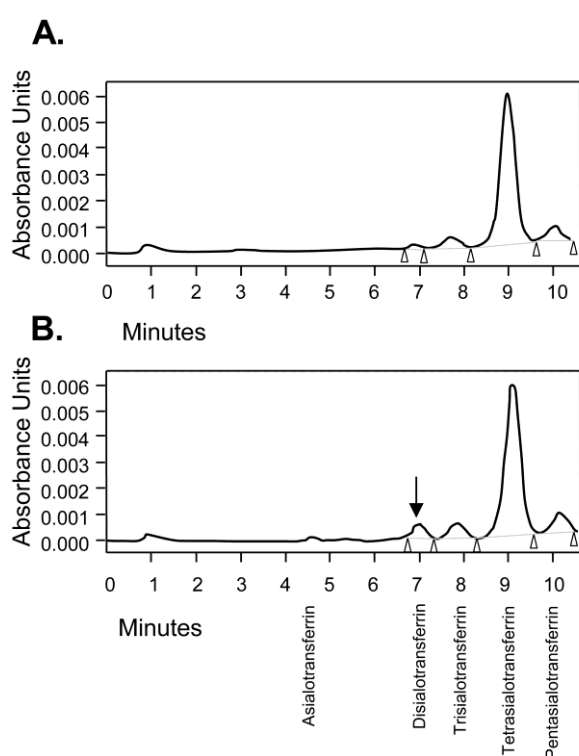 A.
Absorbance Units
0.006
0.005
0.004
0.003
0.002
0.001
0.000
0 1 2 3 4 5 6 7 8 9 10
Minutes
B.
Absorbance Units
0.006
0.005
0.004
0.003
0.002
0.001
0.000
0 1 2 3 4 5 6 7 8 9 10
Minutes
Asialotransferrin
Disialotransferrin
Trisialotransferrin
Tetrasialotransferrin
Pentasialotransferrin